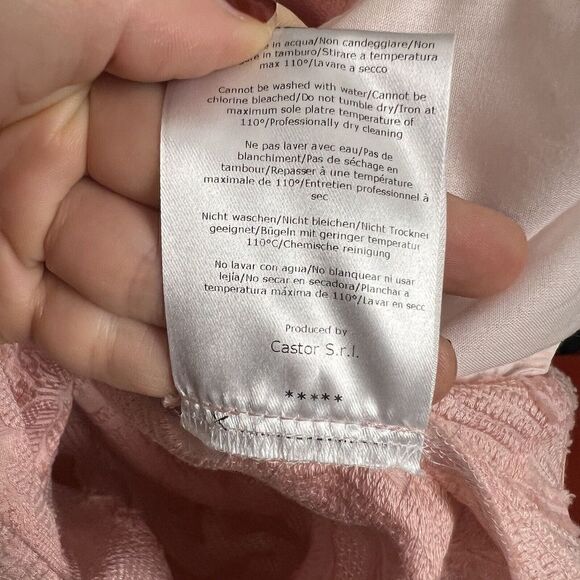 in acqua/Non candeggiare/Non
in tamburo/Stirare a temperatura
max 110°/Lavare a secco
Cannot be washed with water/Cannot be
chlorine bleached/Do not tumble dry/Iron at
maximum sole platre temperature of
110°/Professionally dry cleaning
Ne pas laver avec eau/Pas de
blanchiment/Pas de séchage en
tambour/Repasser à une température
maximale de 110°/Entretien professionnel à
sec
Nicht waschen/Nicht bleichen/Nicht Trockner
geeignet/Bügeln mit geringer temperatur
110°C/Chemische reinigung
No lavar con agua/No blanquear ni usar
lejía/No secar en secadora/Planchar a
temperatura máxima de 110°/Lavar en secc
Produced by
Castor S.r.l.
*****